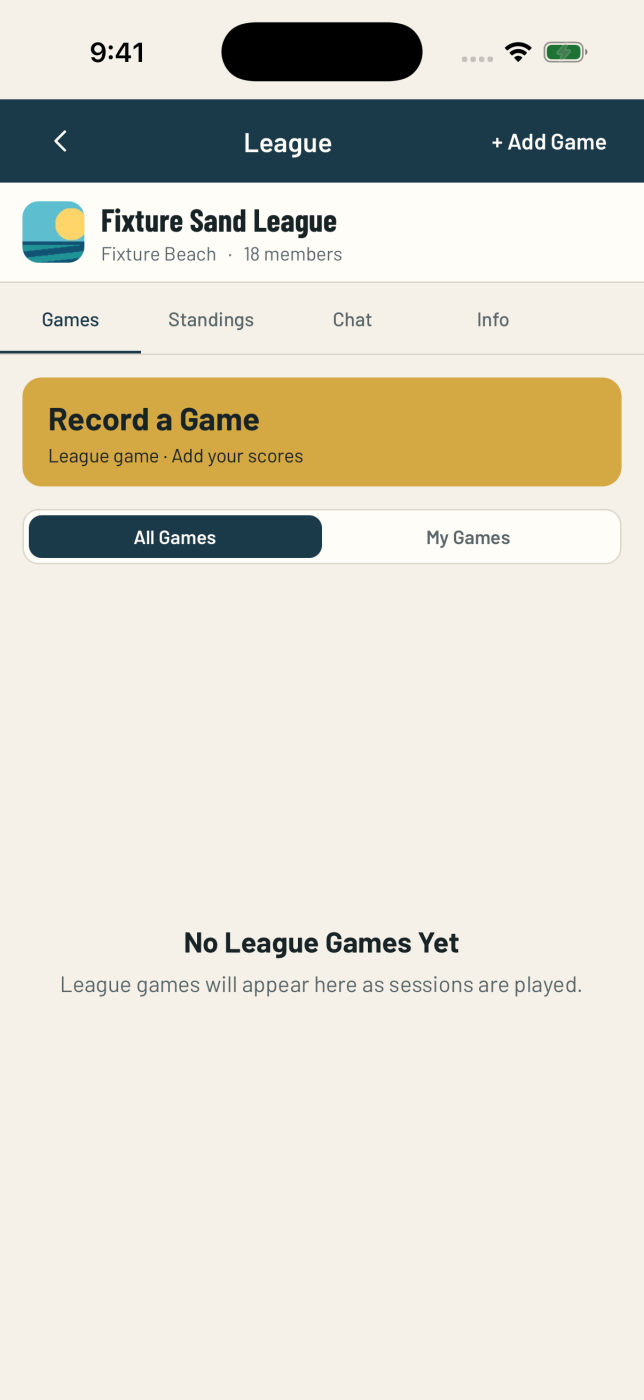 9:41
League
+ Add Game
Fixture Sand League
Fixture Beach · 18 members
Games
Standings
Chat
Info
Record a Game
League game · Add your scores
All Games
My Games
No League Games Yet
League games will appear here as sessions are played.